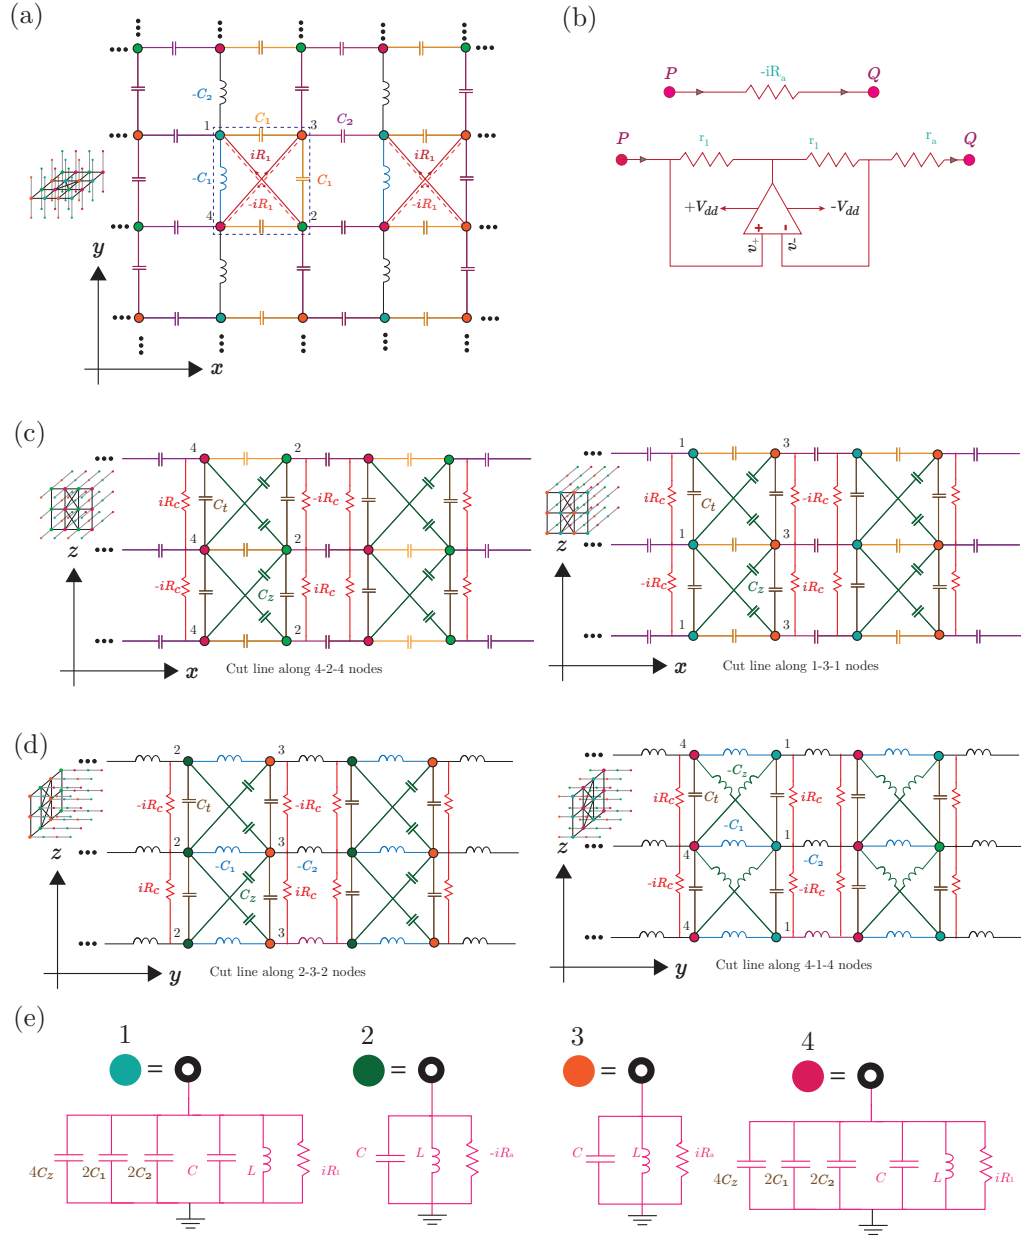 (a)
-C₂
1
C₁
3
C₂
iR₁
iR₁
-C₁
C₁
-iR₁
-iR₁
4
2
y
x
(b)
P
-iRₐ
Q
P
r₁
r₁
rₐ
Q
+V_dd
-V_dd
+
-
v₊
v₋
(c)
4
2
iR_c
C_t
-iR_c
4
2
-iR_c
C_z
iR_c
4
2
z
x
Cut line along 4-2-4 nodes
1
3
iR_c
C_t
-iR_c
1
3
-iR_c
C_z
iR_c
1
3
z
x
Cut line along 1-3-1 nodes
(d)
2
3
-iR_c
C_t
-iR_c
2
3
-C₁
-C₂
iR_c
C_z
iR_c
2
3
z
y
Cut line along 2-3-2 nodes
4
1
-C_z
iR_c
C_t
iR_c
-C₁
4
1
-C₂
-iR_c
-iR_c
4
1
z
y
Cut line along 4-1-4 nodes
(e)
1
=
4C_z
2C₁
2C₂
C
L
iR₁
2
=
C
L
-iRₐ
3
=
C
L
iRₐ
4
=
4C_z
2C₁
2C₂
C
L
iR₁